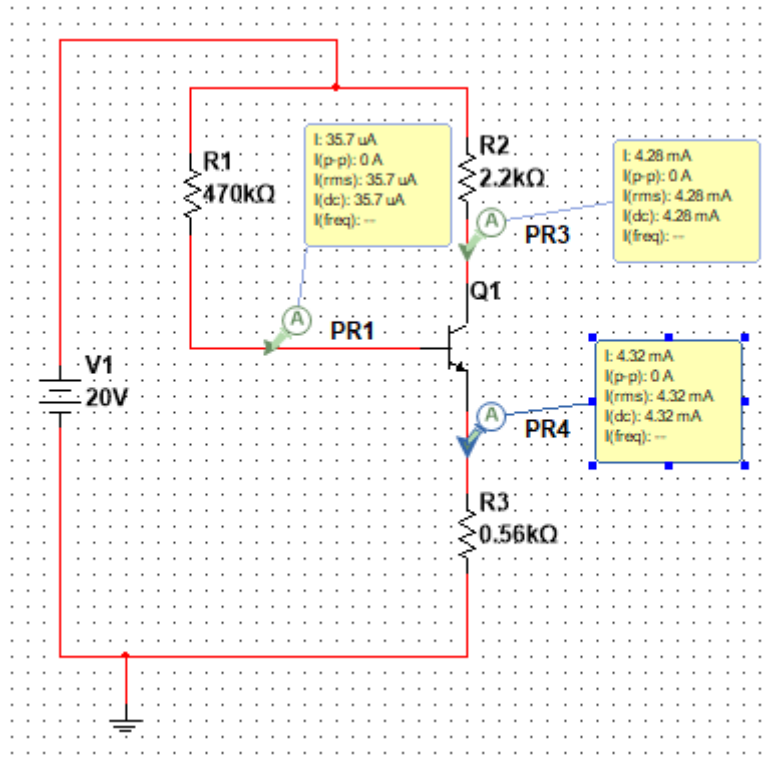 I: 35.7 uA
I(p-p): 0 A
I(rms): 35.7 uA
I(dc): 35.7 uA
I(freq): --
R1
470kΩ
R2
2.2kΩ
I: 4.28 mA
I(p-p): 0 A
I(rms): 4.28 mA
I(dc): 4.28 mA
I(freq): --
A
PR3
Q1
A
PR1
V1
20V
I: 4.32 mA
I(p-p): 0 A
I(rms): 4.32 mA
I(dc): 4.32 mA
I(freq): --
A
PR4
R3
0.56kΩ